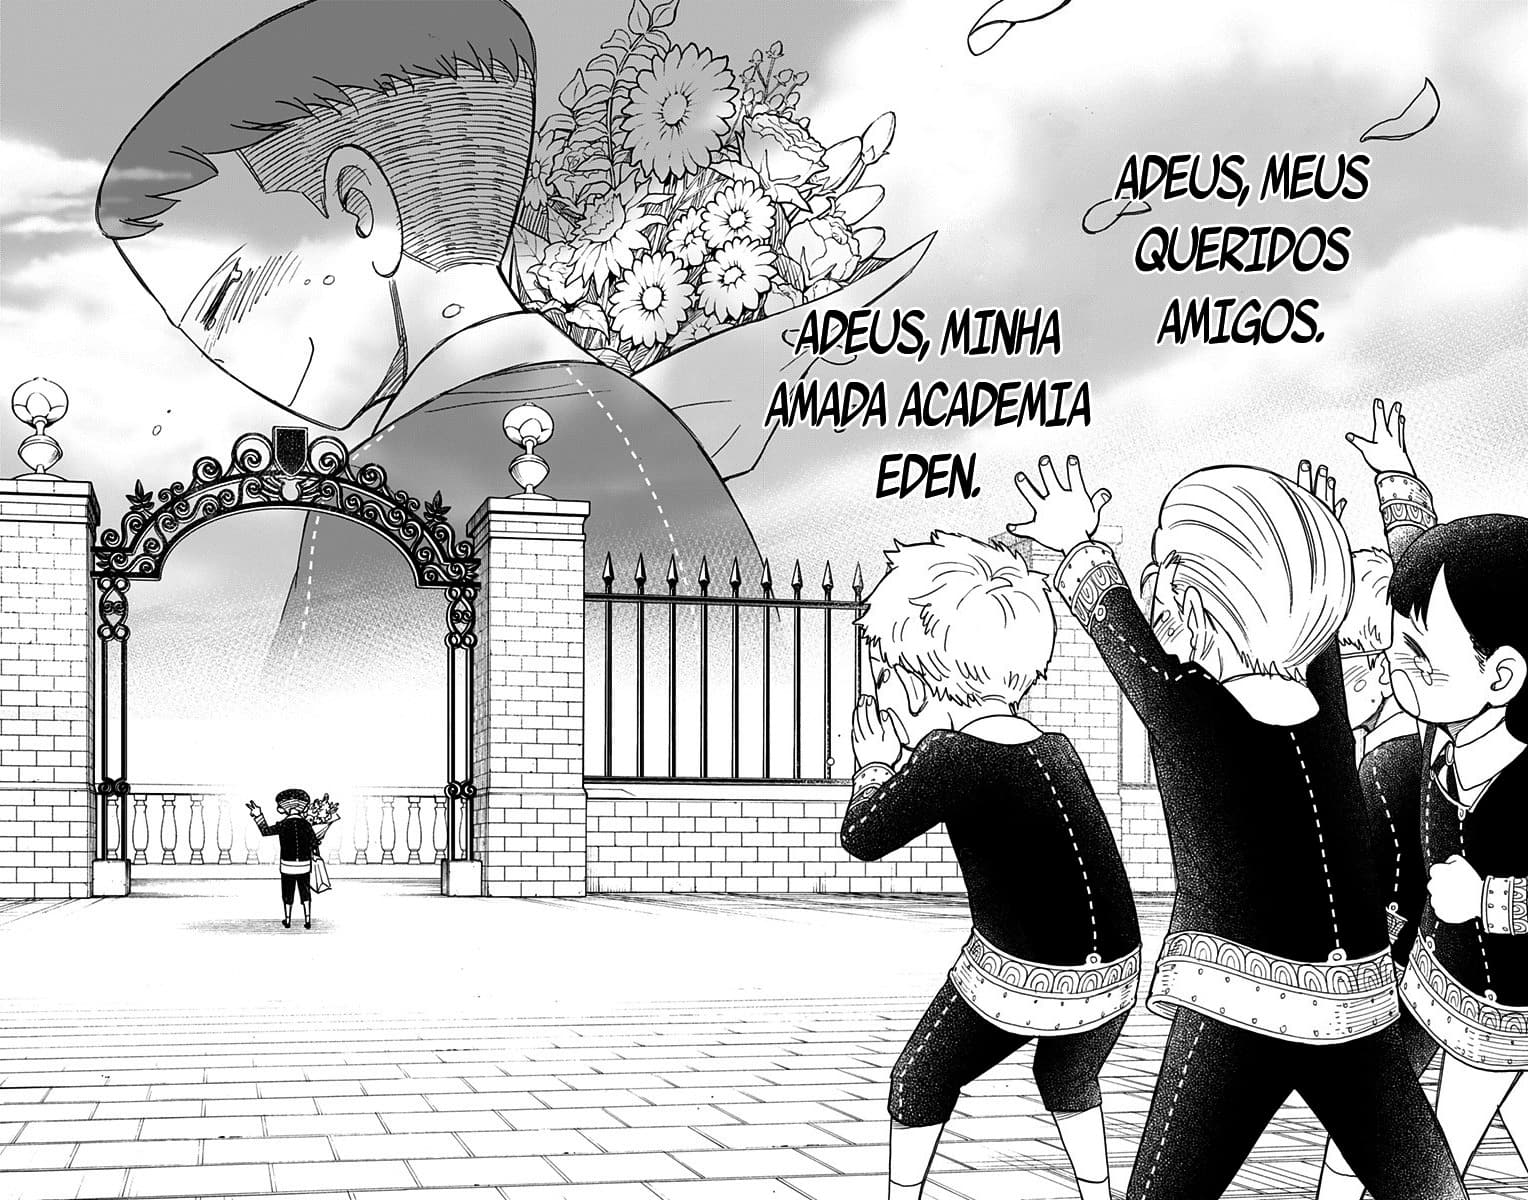 ADEUS, MEUS
QUERIDOS
AMIGOS.
ADEUS, MINHA
AMADA ACADEMIA
EDEN.